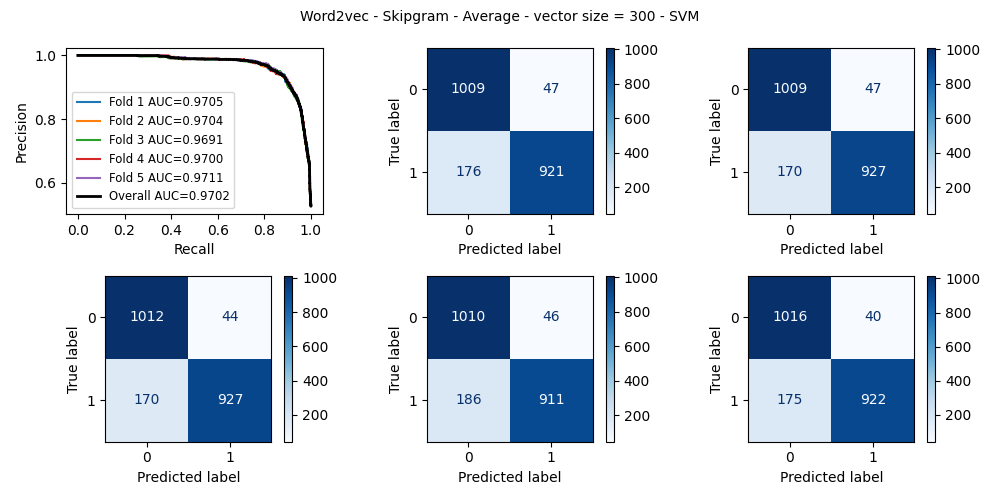 Word2vec - Skipgram - Average - vector size = 300 - SVM
1.0
0.8
0.6
Precision
Fold 1 AUC=0.9705
Fold 2 AUC=0.9704
Fold 3 AUC=0.9691
Fold 4 AUC=0.9700
Fold 5 AUC=0.9711
Overall AUC=0.9702
0.0 0.2 0.4 0.6 0.8 1.0
Recall
True label
0
1
1009 47
176 921
0 1
Predicted label
1000
800
600
400
200
True label
0
1
1009 47
170 927
0 1
Predicted label
1000
800
600
400
200
True label
0
1
1012 44
170 927
0 1
Predicted label
1000
800
600
400
200
True label
0
1
1010 46
186 911
0 1
Predicted label
1000
800
600
400
200
True label
0
1
1016 40
175 922
0 1
Predicted label
1000
800
600
400
200